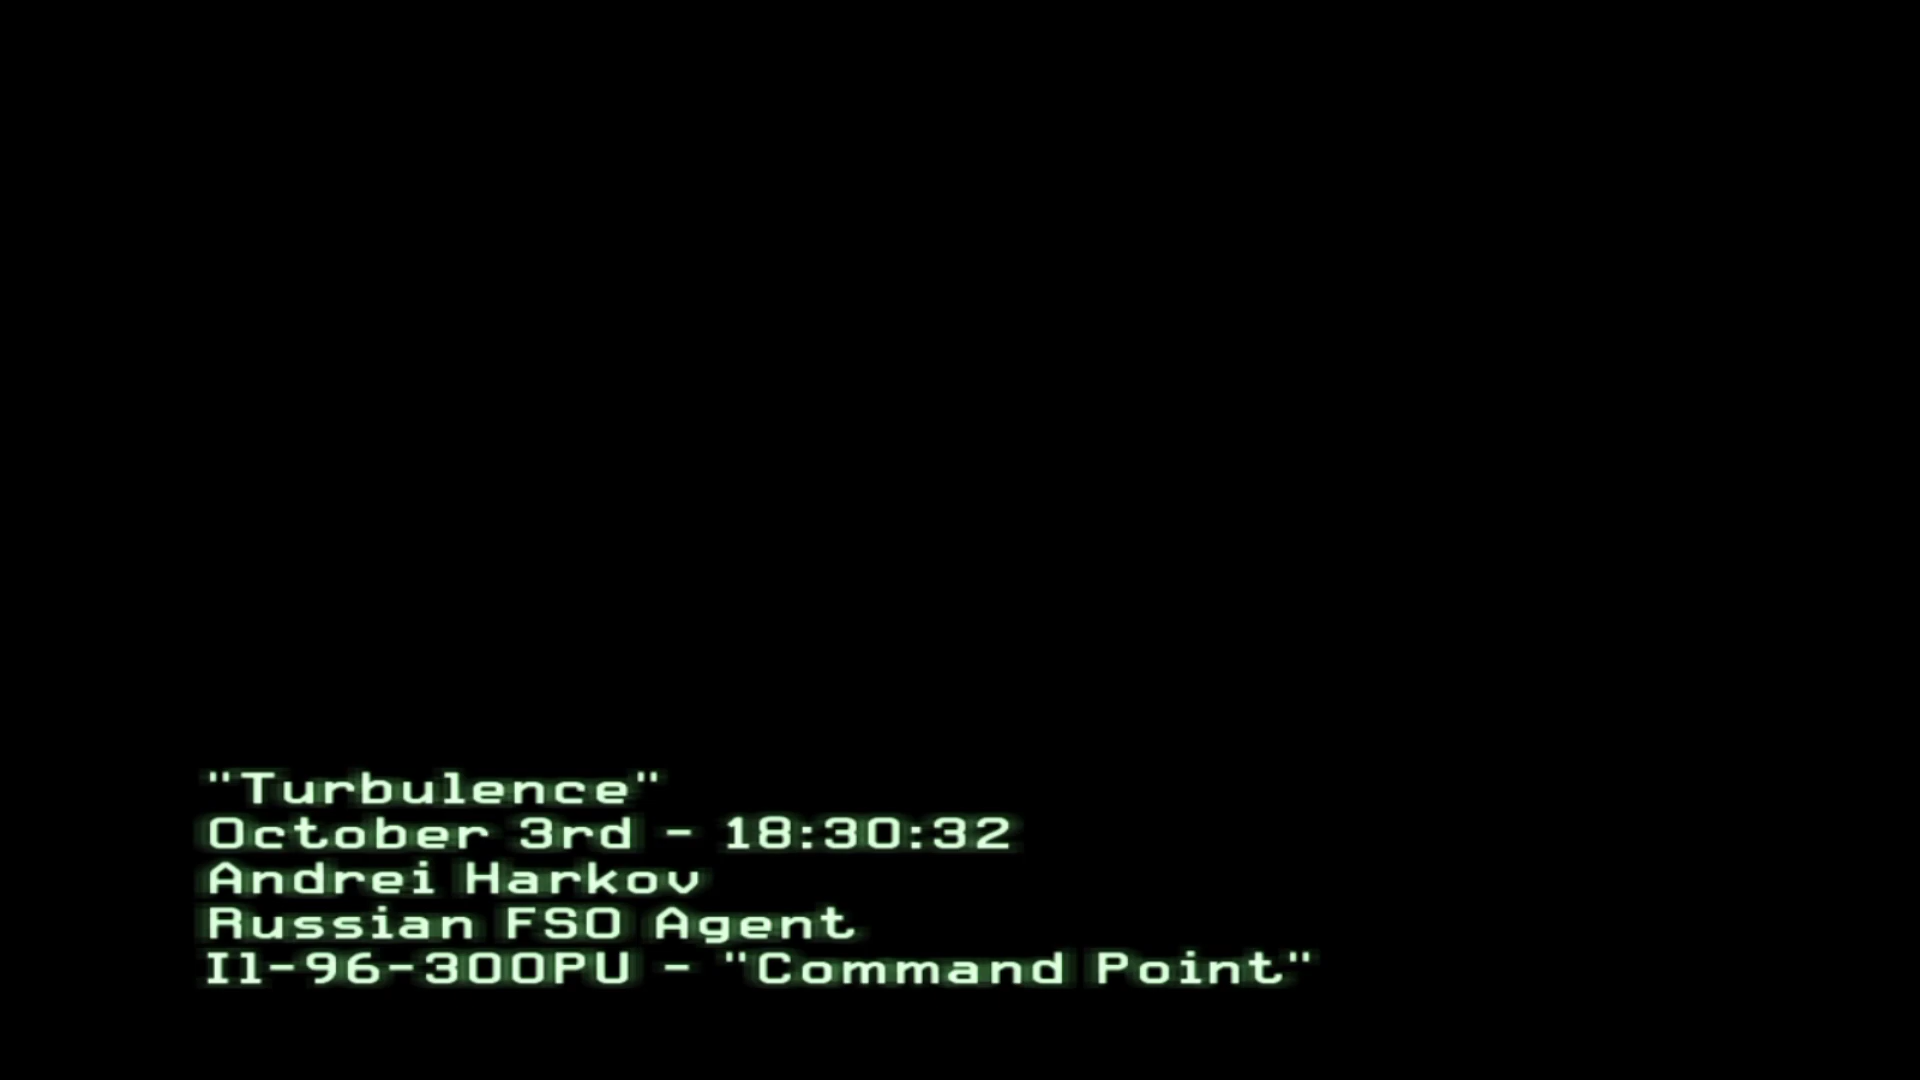 "Turbulence"
October 3rd - 18:30:32
Andrei Harkov
Russian FSO Agent
Il-96-300PU - "Command Point"